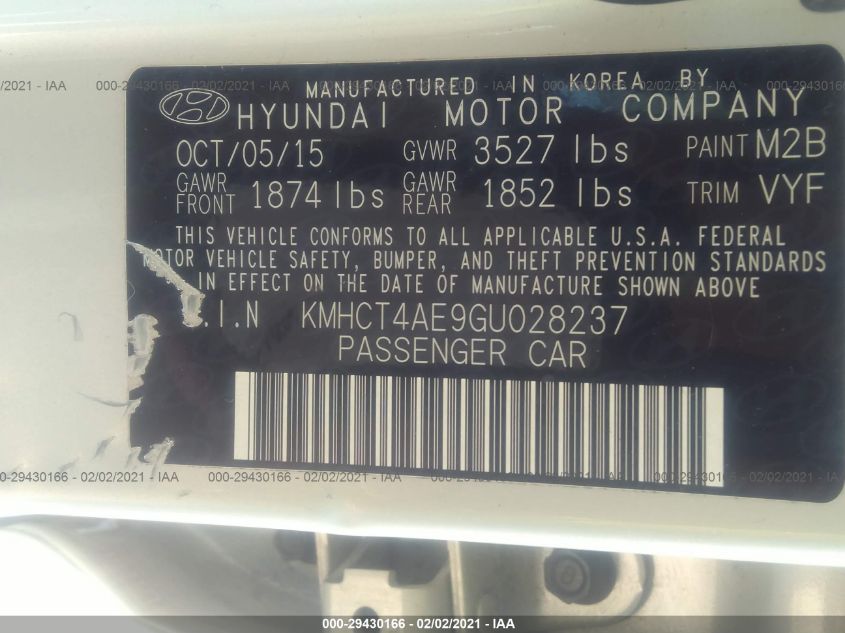 MANUFACTURED IN KOREA BY
HYUNDAI MOTOR COMPANY
OCT/05/15 GVWR 3527 lbs PAINT M2B
GAWR FRONT 1874 lbs GAWR REAR 1852 lbs TRIM VYF
THIS VEHICLE CONFORMS TO ALL APPLICABLE U.S.A. FEDERAL
MOTOR VEHICLE SAFETY, BUMPER, AND THEFT PREVENTION STANDARDS
IN EFFECT ON THE DATE OF MANUFACTURE SHOWN ABOVE
.I.N KMHCT4AE9GU028237
PASSENGER CAR
000-29430166 - 02/02/2021 - IAA